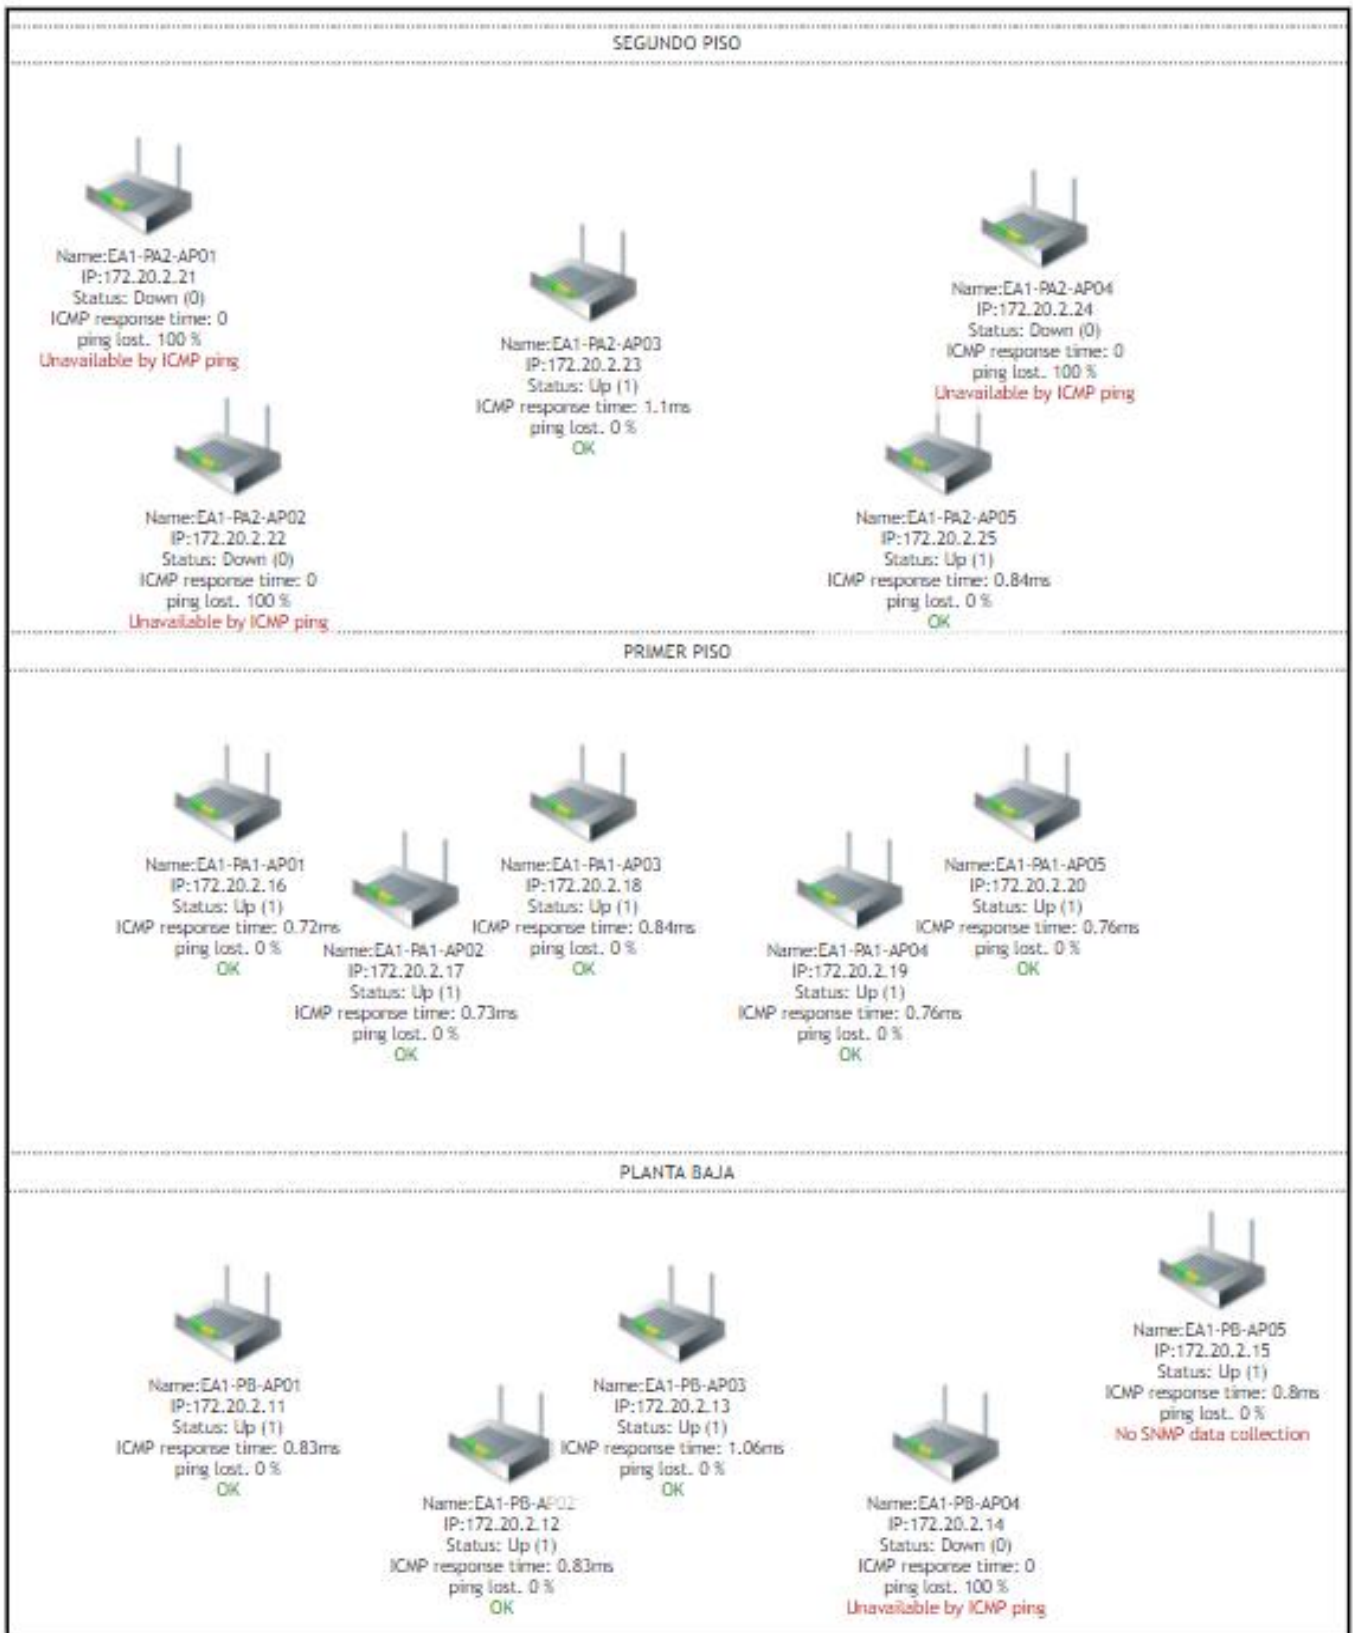 SEGUNDO PISO
Name:EA1-PA2-AP01
IP:172.20.2.21
Status: Down (0)
ICMP response time: 0
ping lost. 100 %
Unavailable by ICMP ping
Name:EA1-PA2-AP03
IP:172.20.2.23
Status: Up (1)
ICMP response time: 1.1ms
ping lost. 0 %
OK
Name:EA1-PA2-AP04
IP:172.20.2.24
Status: Down (0)
ICMP response time: 0
ping lost. 100 %
Unavailable by ICMP ping
Name:EA1-PA2-AP02
IP:172.20.2.22
Status: Down (0)
ICMP response time: 0
ping lost. 100 %
Unavailable by ICMP ping
Name:EA1-PA2-AP05
IP:172.20.2.25
Status: Up (1)
ICMP response time: 0.84ms
ping lost. 0 %
OK
PRIMER PISO
Name:EA1-PA1-AP01
IP:172.20.2.16
Status: Up (1)
ICMP response time: 0.72ms
ping lost. 0 %
OK
Name:EA1-PA1-AP02
IP:172.20.2.17
Status: Up (1)
ICMP response time: 0.73ms
ping lost. 0 %
OK
Name:EA1-PA1-AP03
IP:172.20.2.18
Status: Up (1)
ICMP response time: 0.84ms
ping lost. 0 %
OK
Name:EA1-PA1-AP04
IP:172.20.2.19
Status: Up (1)
ICMP response time: 0.76ms
ping lost. 0 %
OK
Name:EA1-PA1-AP05
IP:172.20.2.20
Status: Up (1)
ICMP response time: 0.76ms
ping lost. 0 %
OK
PLANTA BAJA
Name:EA1-PB-AP01
IP:172.20.2.11
Status: Up (1)
ICMP response time: 0.83ms
ping lost. 0 %
OK
Name:EA1-PB-AP02
IP:172.20.2.12
Status: Up (1)
ICMP response time: 0.83ms
ping lost. 0 %
OK
Name:EA1-PB-AP03
IP:172.20.2.13
Status: Up (1)
ICMP response time: 1.06ms
ping lost. 0 %
OK
Name:EA1-PB-AP04
IP:172.20.2.14
Status: Down (0)
ICMP response time: 0
ping lost. 100 %
Unavailable by ICMP ping
Name:EA1-PB-AP05
IP:172.20.2.15
Status: Up (1)
ICMP response time: 0.8ms
ping lost. 0 %
No SNMP data collection